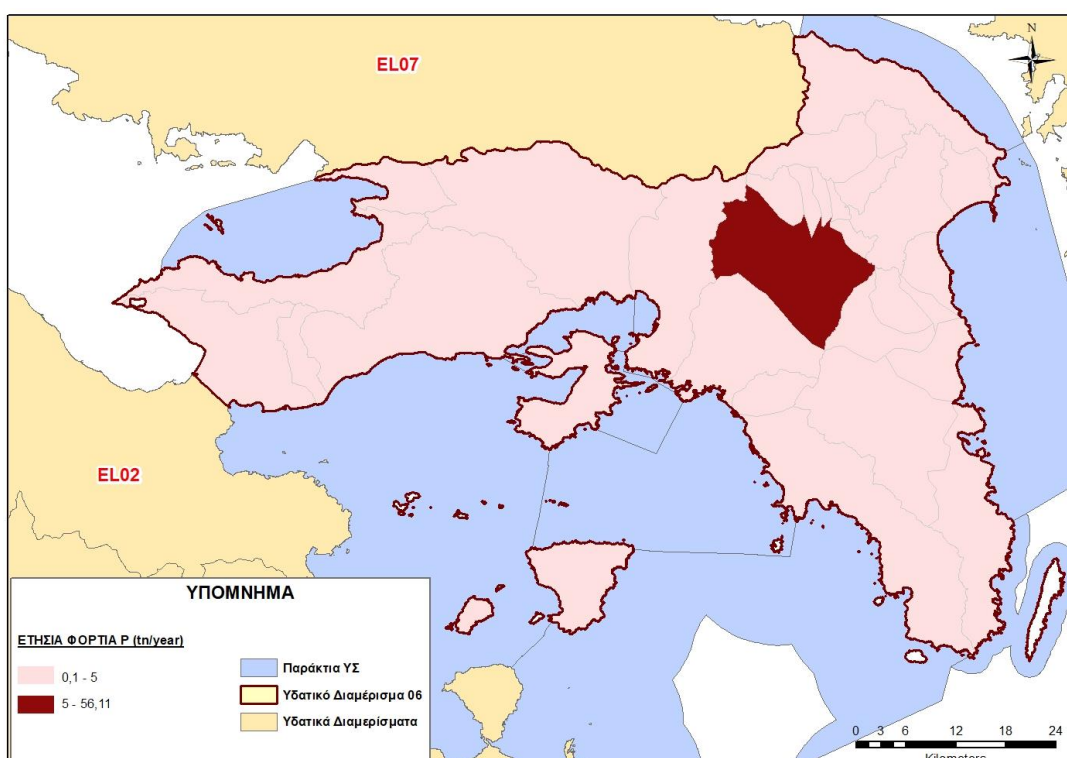 EL07
N
EL02
ΥΠΟΜΝΗΜΑ
ΕΤΗΣΙΑ ΦΟΡΤΙΑ P (tn/year)
0,1 - 5
5 - 56,11
Παράκτια ΥΣ
Υδατικό Διαμέρισμα 06
Υδατικά Διαμερίσματα
0 3 6 12 18 24
Kilometers